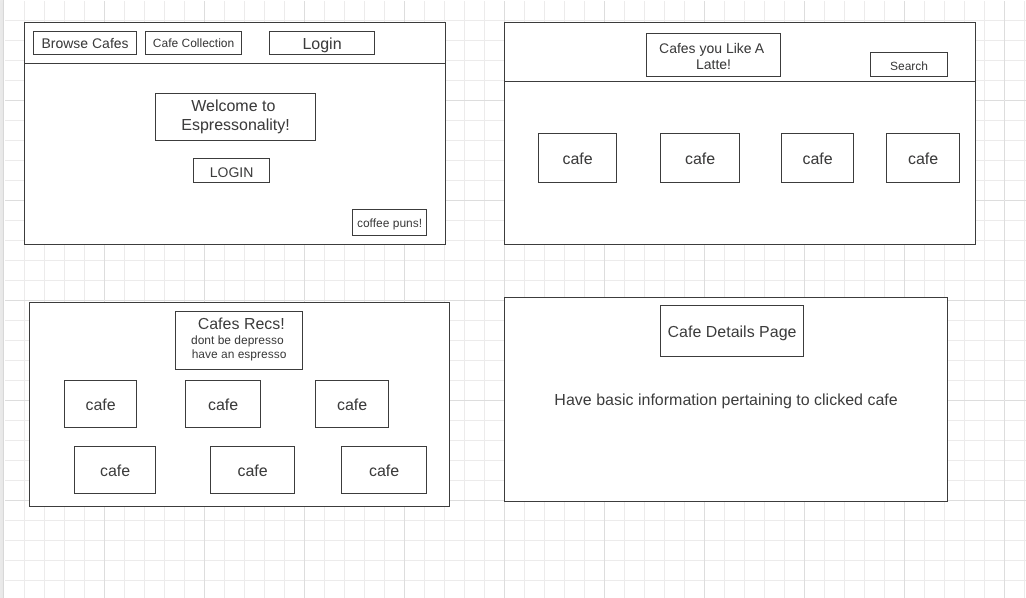 Browse Cafes
Cafe Collection
Login
Welcome to
Espressonality!
LOGIN
coffee puns!
Cafes you Like A
Latte!
Search
cafe
cafe
cafe
cafe
Cafes Recs!
dont be depresso
have an espresso
cafe
cafe
cafe
cafe
cafe
cafe
Cafe Details Page
Have basic information pertaining to clicked cafe